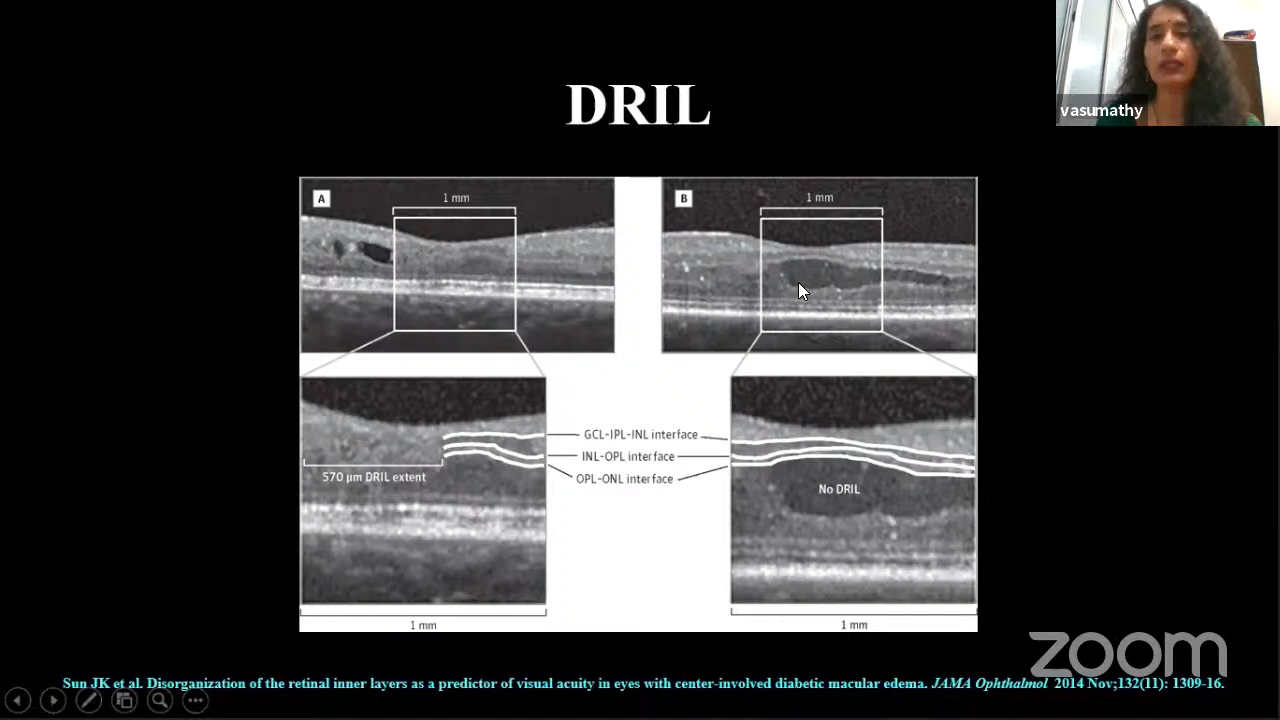 vasumathy
DRIL
A
1 mm
B
1 mm
GCL-IPL-INL interface
INL-OPL interface
OPL-ONL interface
570 µm DRIL extent
No DRIL
1 mm
1 mm
zoom
Sun JK et al. Disorganization of the retinal inner layers as a predictor of visual acuity in eyes with center-involved diabetic macular edema. JAMA Ophthalmol 2014 Nov;132(11): 1309-16.